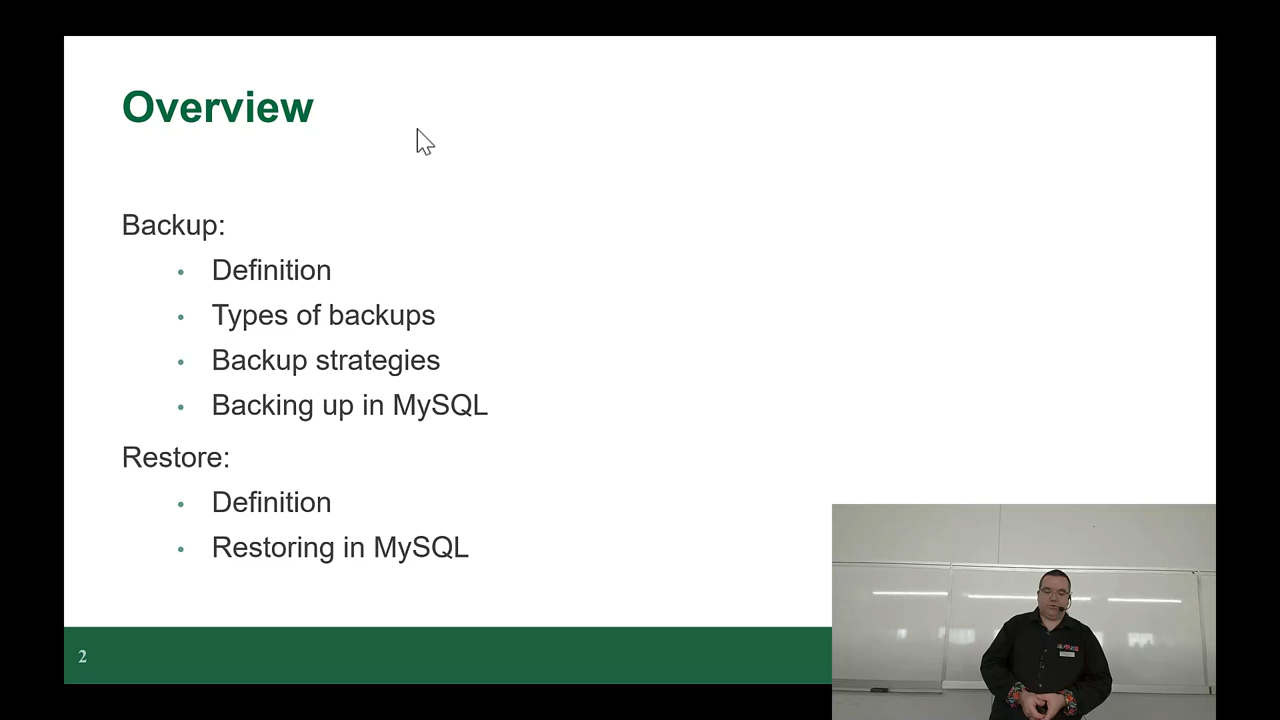 Overview
Backup:
• Definition
• Types of backups
• Backup strategies
• Backing up in MySQL
Restore:
• Definition
• Restoring in MySQL
2